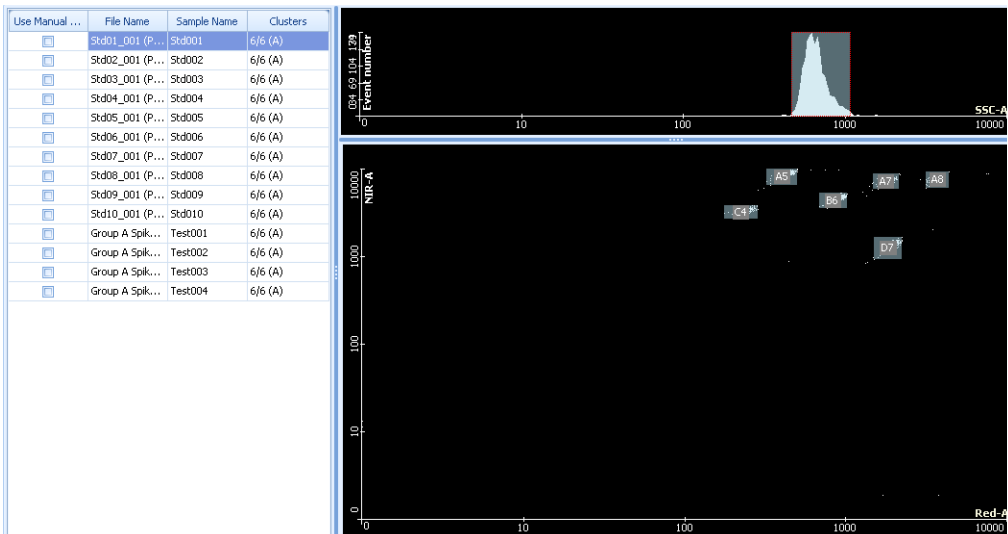 Use Manual ... File Name Sample Name Clusters
Std01_001 (P... Std001 6/6 (A)
Std02_001 (P... Std002 6/6 (A)
Std03_001 (P... Std003 6/6 (A)
Std04_001 (P... Std004 6/6 (A)
Std05_001 (P... Std005 6/6 (A)
Std06_001 (P... Std006 6/6 (A)
Std07_001 (P... Std007 6/6 (A)
Std08_001 (P... Std008 6/6 (A)
Std09_001 (P... Std009 6/6 (A)
Std10_001 (P... Std010 6/6 (A)
Group A Spik... Test001 6/6 (A)
Group A Spik... Test002 6/6 (A)
Group A Spik... Test003 6/6 (A)
Group A Spik... Test004 6/6 (A)
Event number
69 104 139
SSC-A
0 10 100 1000 10000
NIR-A
10000
1000
100
10
0
A5 A7 A8
B6
C4
D7
Red-A
0 10 100 1000 10000